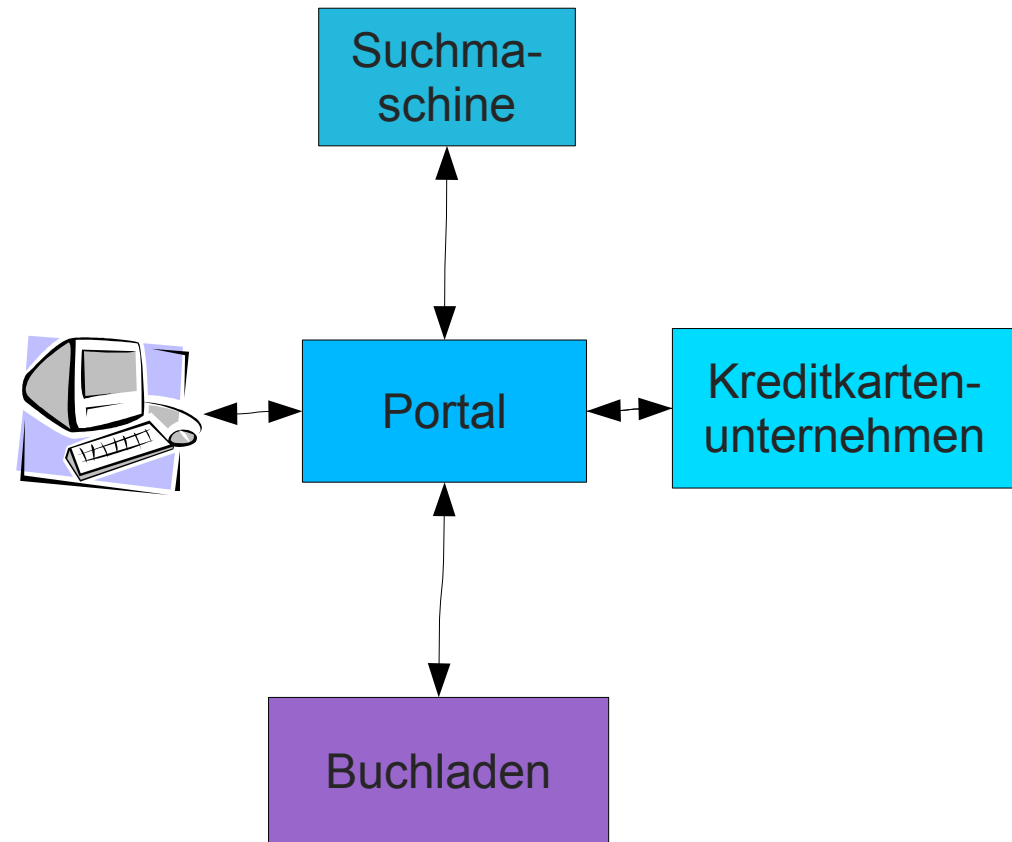 Suchma-
schine
Portal
Kreditkarten-
unternehmen
Buchladen